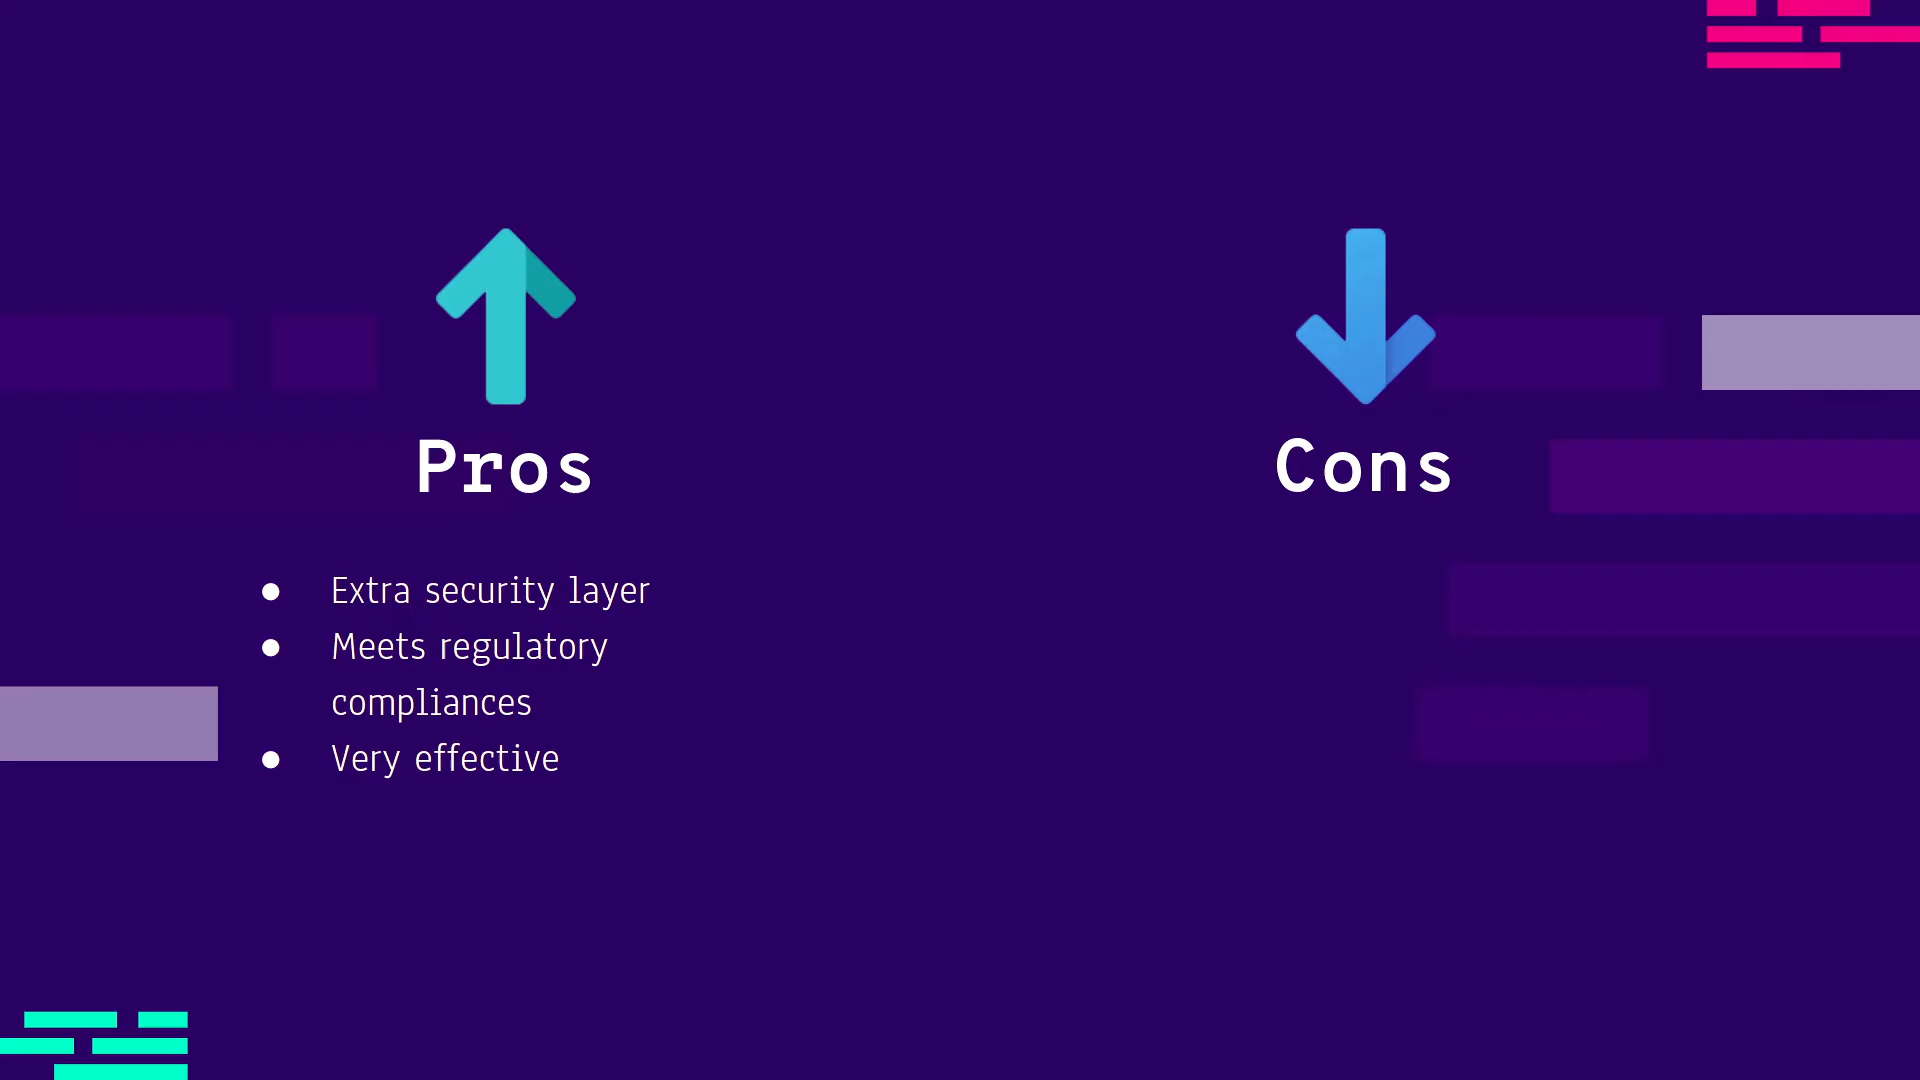 Pros
● Extra security layer
● Meets regulatory
compliances
● Very effective
Cons